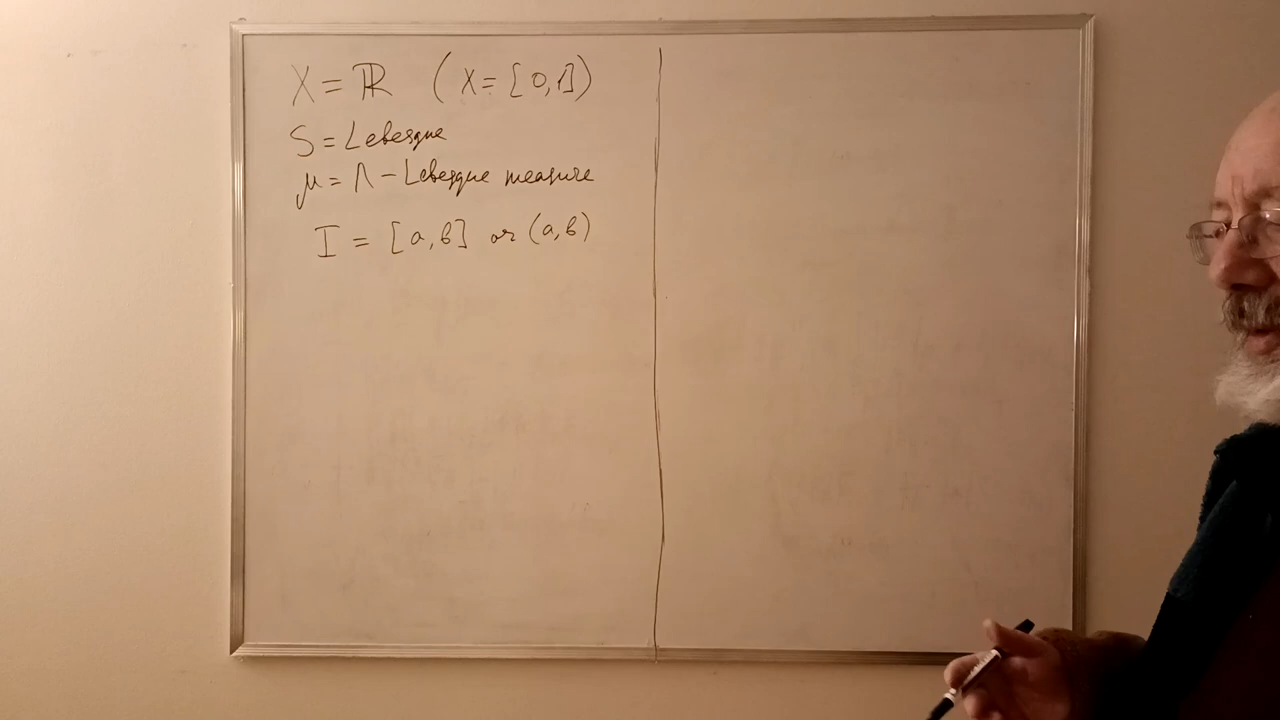 X = ℝ (X = [0,1])
S = Lebesgue
μ = Λ - Lebesgue measure
I = [a,b] or (a,b)